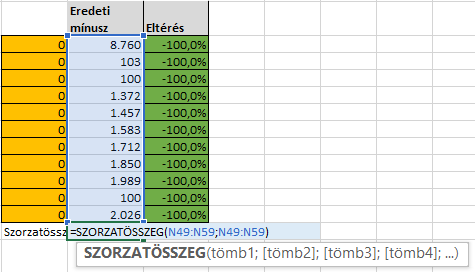 Eredeti
mínusz Eltérés
0 8.760 -100,0%
0 103 -100,0%
0 100 -100,0%
0 1.372 -100,0%
0 1.457 -100,0%
0 1.583 -100,0%
0 1.712 -100,0%
0 1.850 -100,0%
0 1.989 -100,0%
0 100 -100,0%
0 2.026 -100,0%
Szorzatössz =SZORZATÖSSZEG(N49:N59;N49:N59)
SZORZATÖSSZEG(tömb1; [tömb2]; [tömb3]; [tömb4]; ...)